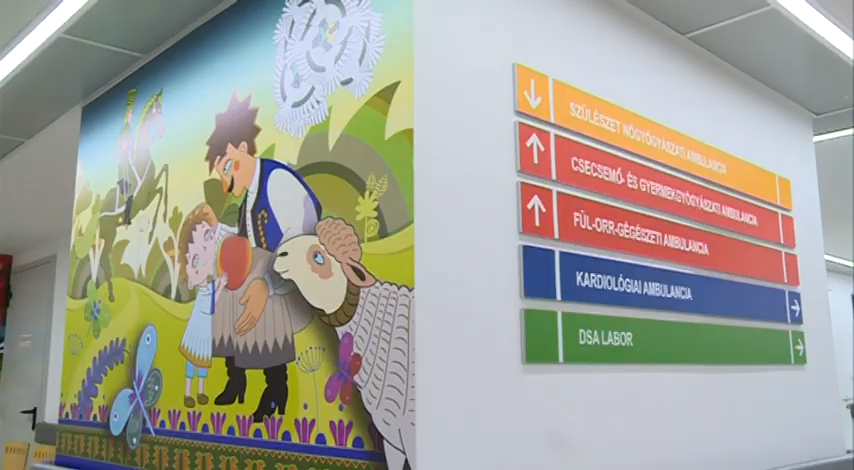 SZÜLÉSZET NŐGYÓGYÁSZATI AMBULANCIA
CSECSEMŐ- ÉS GYERMEKGYÓGYÁSZATI AMBULANCIA
FÜL-ORR-GÉGÉSZETI AMBULANCIA
KARDIOLÓGIAI AMBULANCIA
DSA LABOR